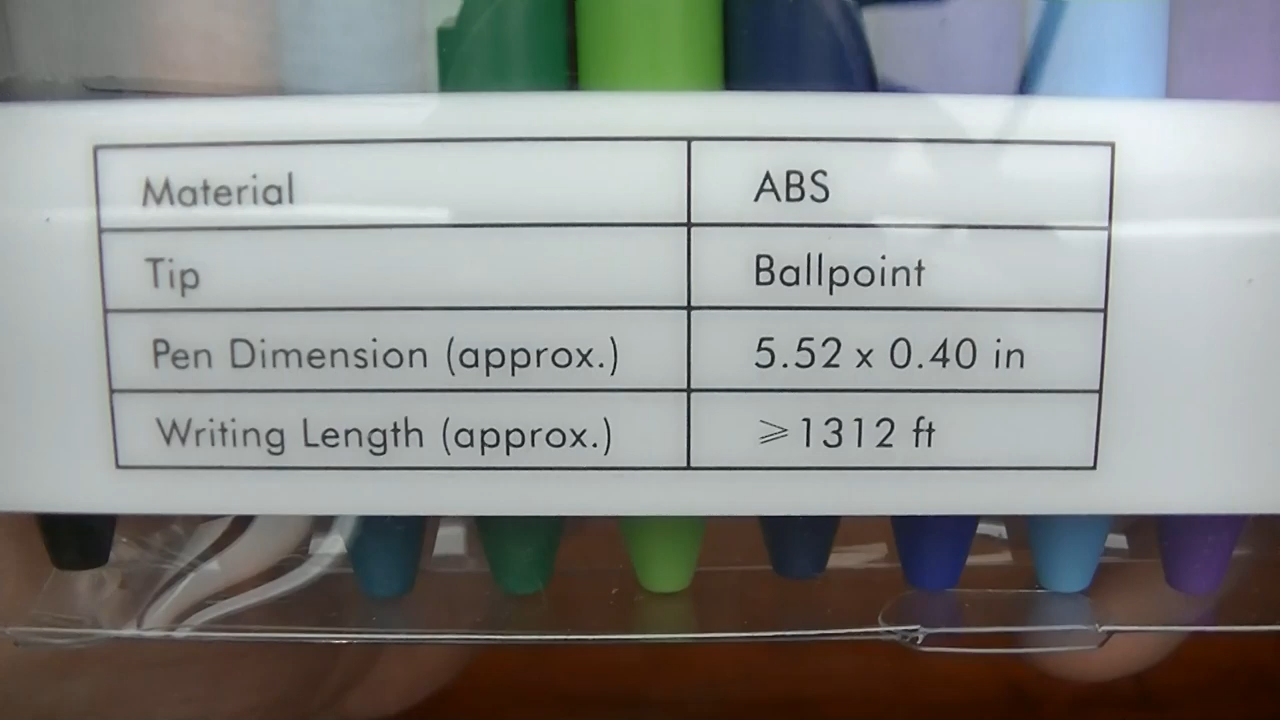 Material ABS
Tip Ballpoint
Pen Dimension (approx.) 5.52 x 0.40 in
Writing Length (approx.) ⩾1312 ft